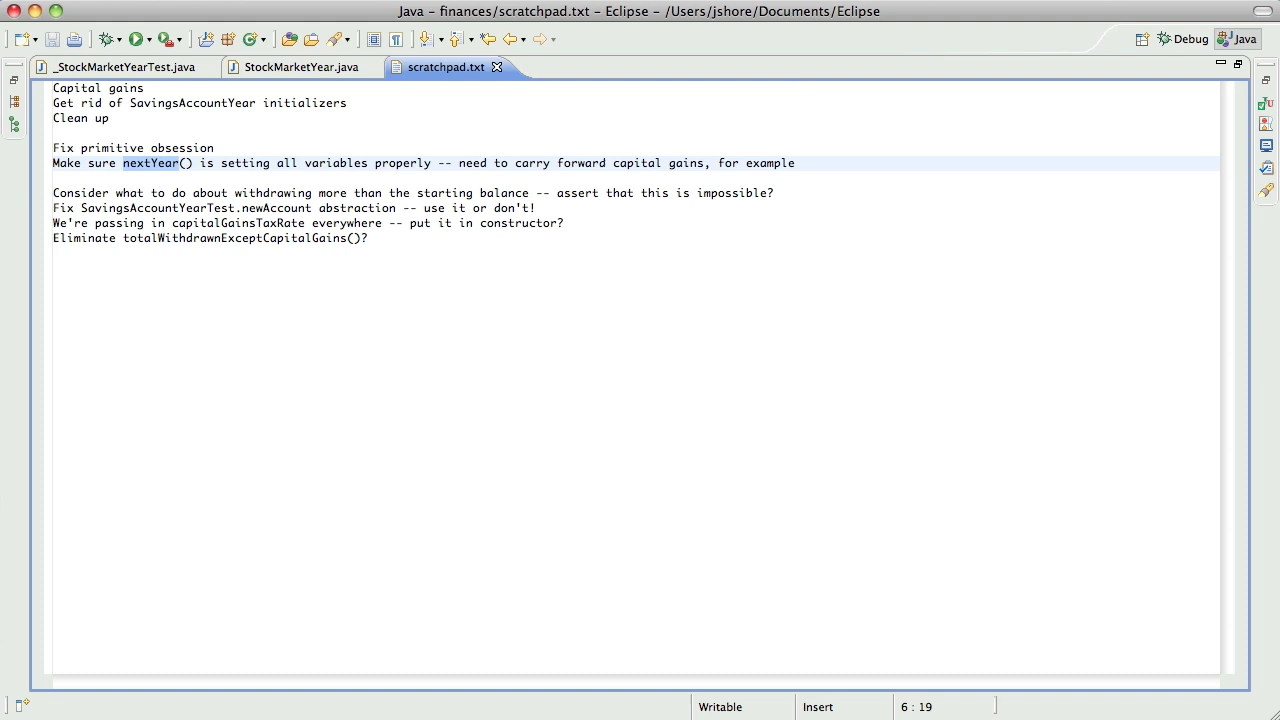 Java - finances/scratchpad.txt - Eclipse - /Users/jshore/Documents/Eclipse
Debug
Java
_StockMarketYearTest.java
StockMarketYear.java
scratchpad.txt
Capital gains
Get rid of SavingsAccountYear initializers
Clean up
Fix primitive obsession
Make sure nextYear() is setting all variables properly -- need to carry forward capital gains, for example
Consider what to do about withdrawing more than the starting balance -- assert that this is impossible?
Fix SavingsAccountYearTest.newAccount abstraction -- use it or don't!
We're passing in capitalGainsTaxRate everywhere -- put it in constructor?
Eliminate totalWithdrawnExceptCapitalGains()?
Writable
Insert
6 : 19